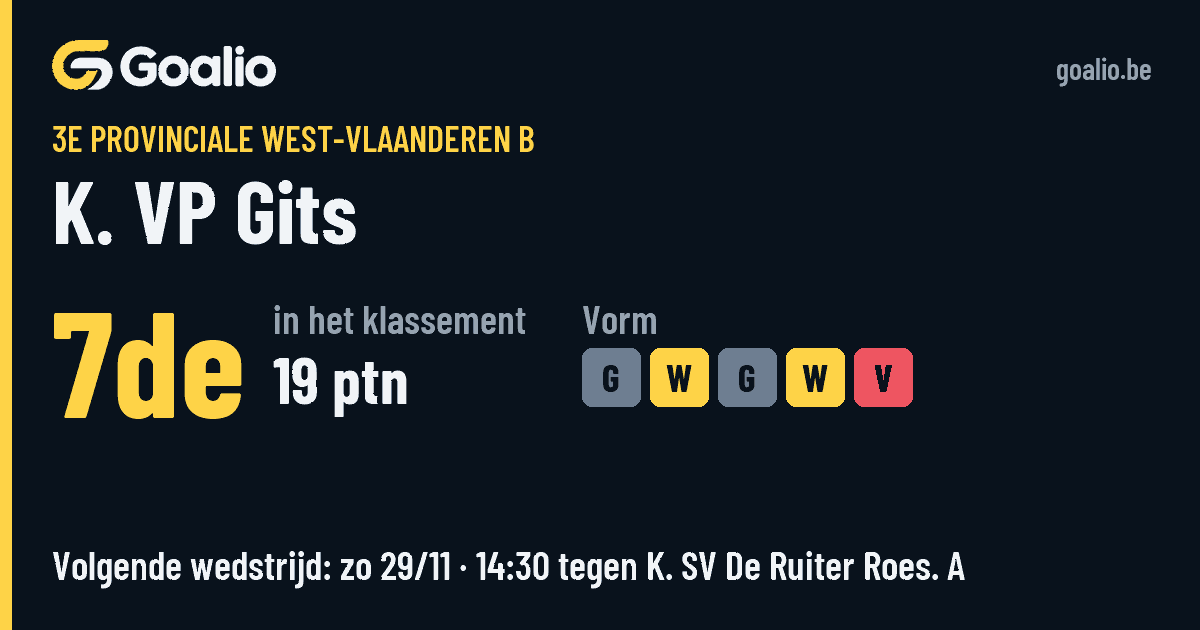 Goalio
goalio.be
3E PROVINCIALE WEST-VLAANDEREN B
K. VP Gits
7de
in het klassement
19 ptn
Vorm
G W G W V
Volgende wedstrijd: zo 29/11 · 14:30 tegen K. SV De Ruiter Roes. A